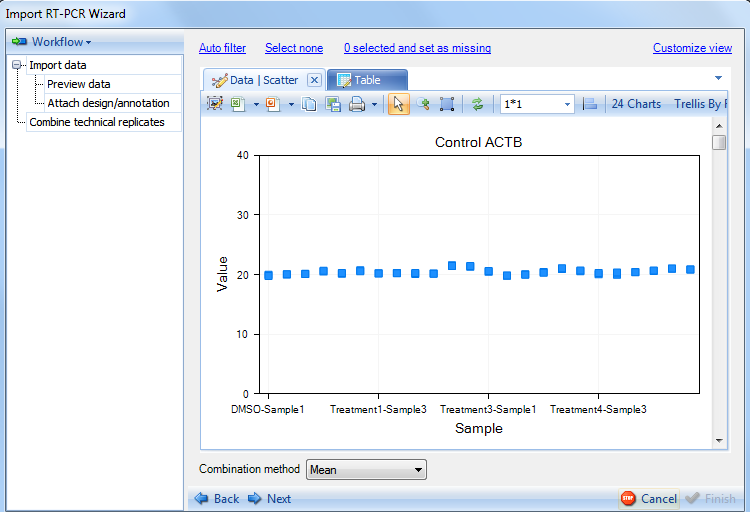 Import RT-PCR Wizard
Workflow
Import data
Preview data
Attach design/annotation
Combine technical replicates
Auto filter Select none 0 selected and set as missing Customize view
Data | Scatter Table
1*1 24 Charts Trellis By F
Control ACTB
40
30
20
10
0
Value
DMSO-Sample1 Treatment1-Sample3 Treatment3-Sample1 Treatment4-Sample3
Sample
Combination method Mean
Back Next STOP Cancel Finish